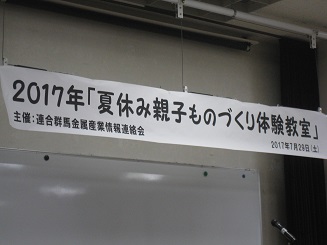 2017年「夏休み親子ものづくり体験教室」
主催：連合群馬金属産業情報連絡会
2017年7月29日（土）